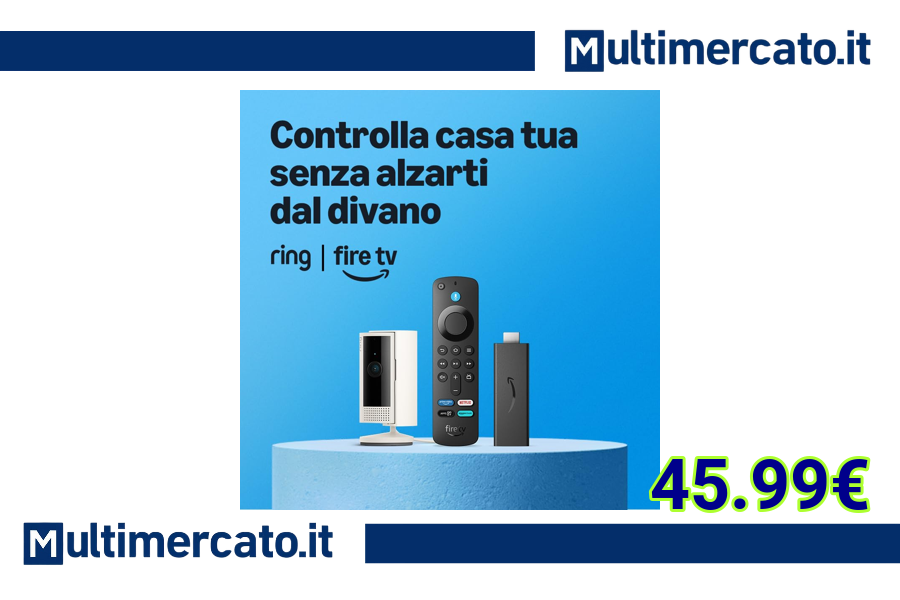 Multimercato.it
Controlla casa tua
senza alzarti
dal divano
ring | fire tv
fire tv
45.99€
Multimercato.it